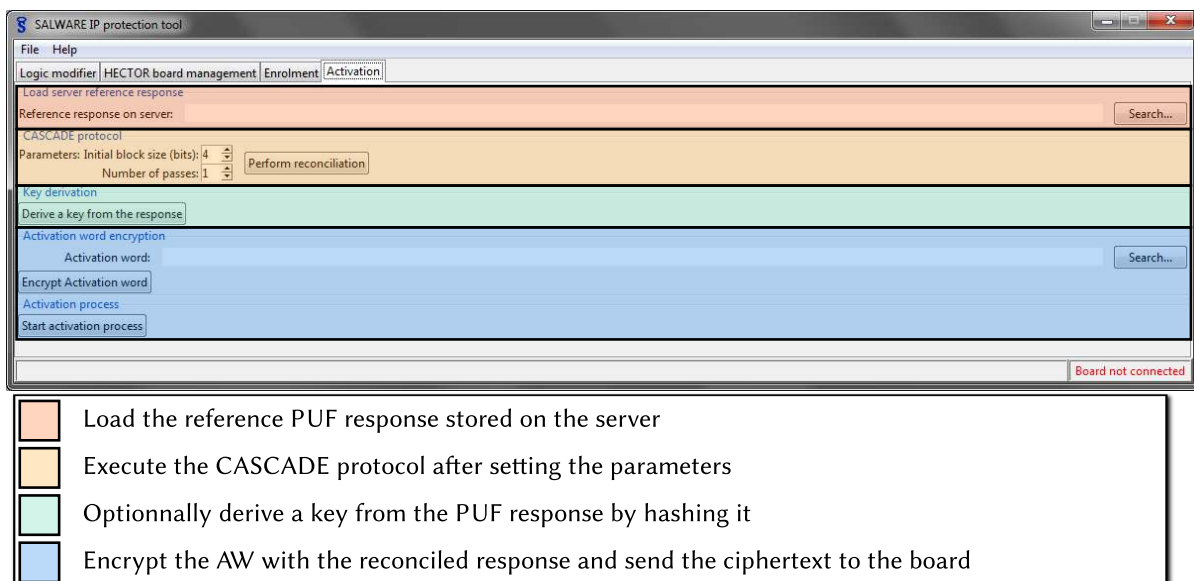 SALWARE IP protection tool
File Help
Logic modifier HECTOR board management Enrolment Activation
Load server reference response
Reference response on server: Search...
CASCADE protocol
Parameters: Initial block size (bits): 4 Perform reconciliation
Number of passes: 1
Key derivation
Derive a key from the response
Activation word encryption
Activation word: Search...
Encrypt Activation word
Activation process
Start activation process
Board not connected
Load the reference PUF response stored on the server
Execute the CASCADE protocol after setting the parameters
Optionnally derive a key from the PUF response by hashing it
Encrypt the AW with the reconciled response and send the ciphertext to the board